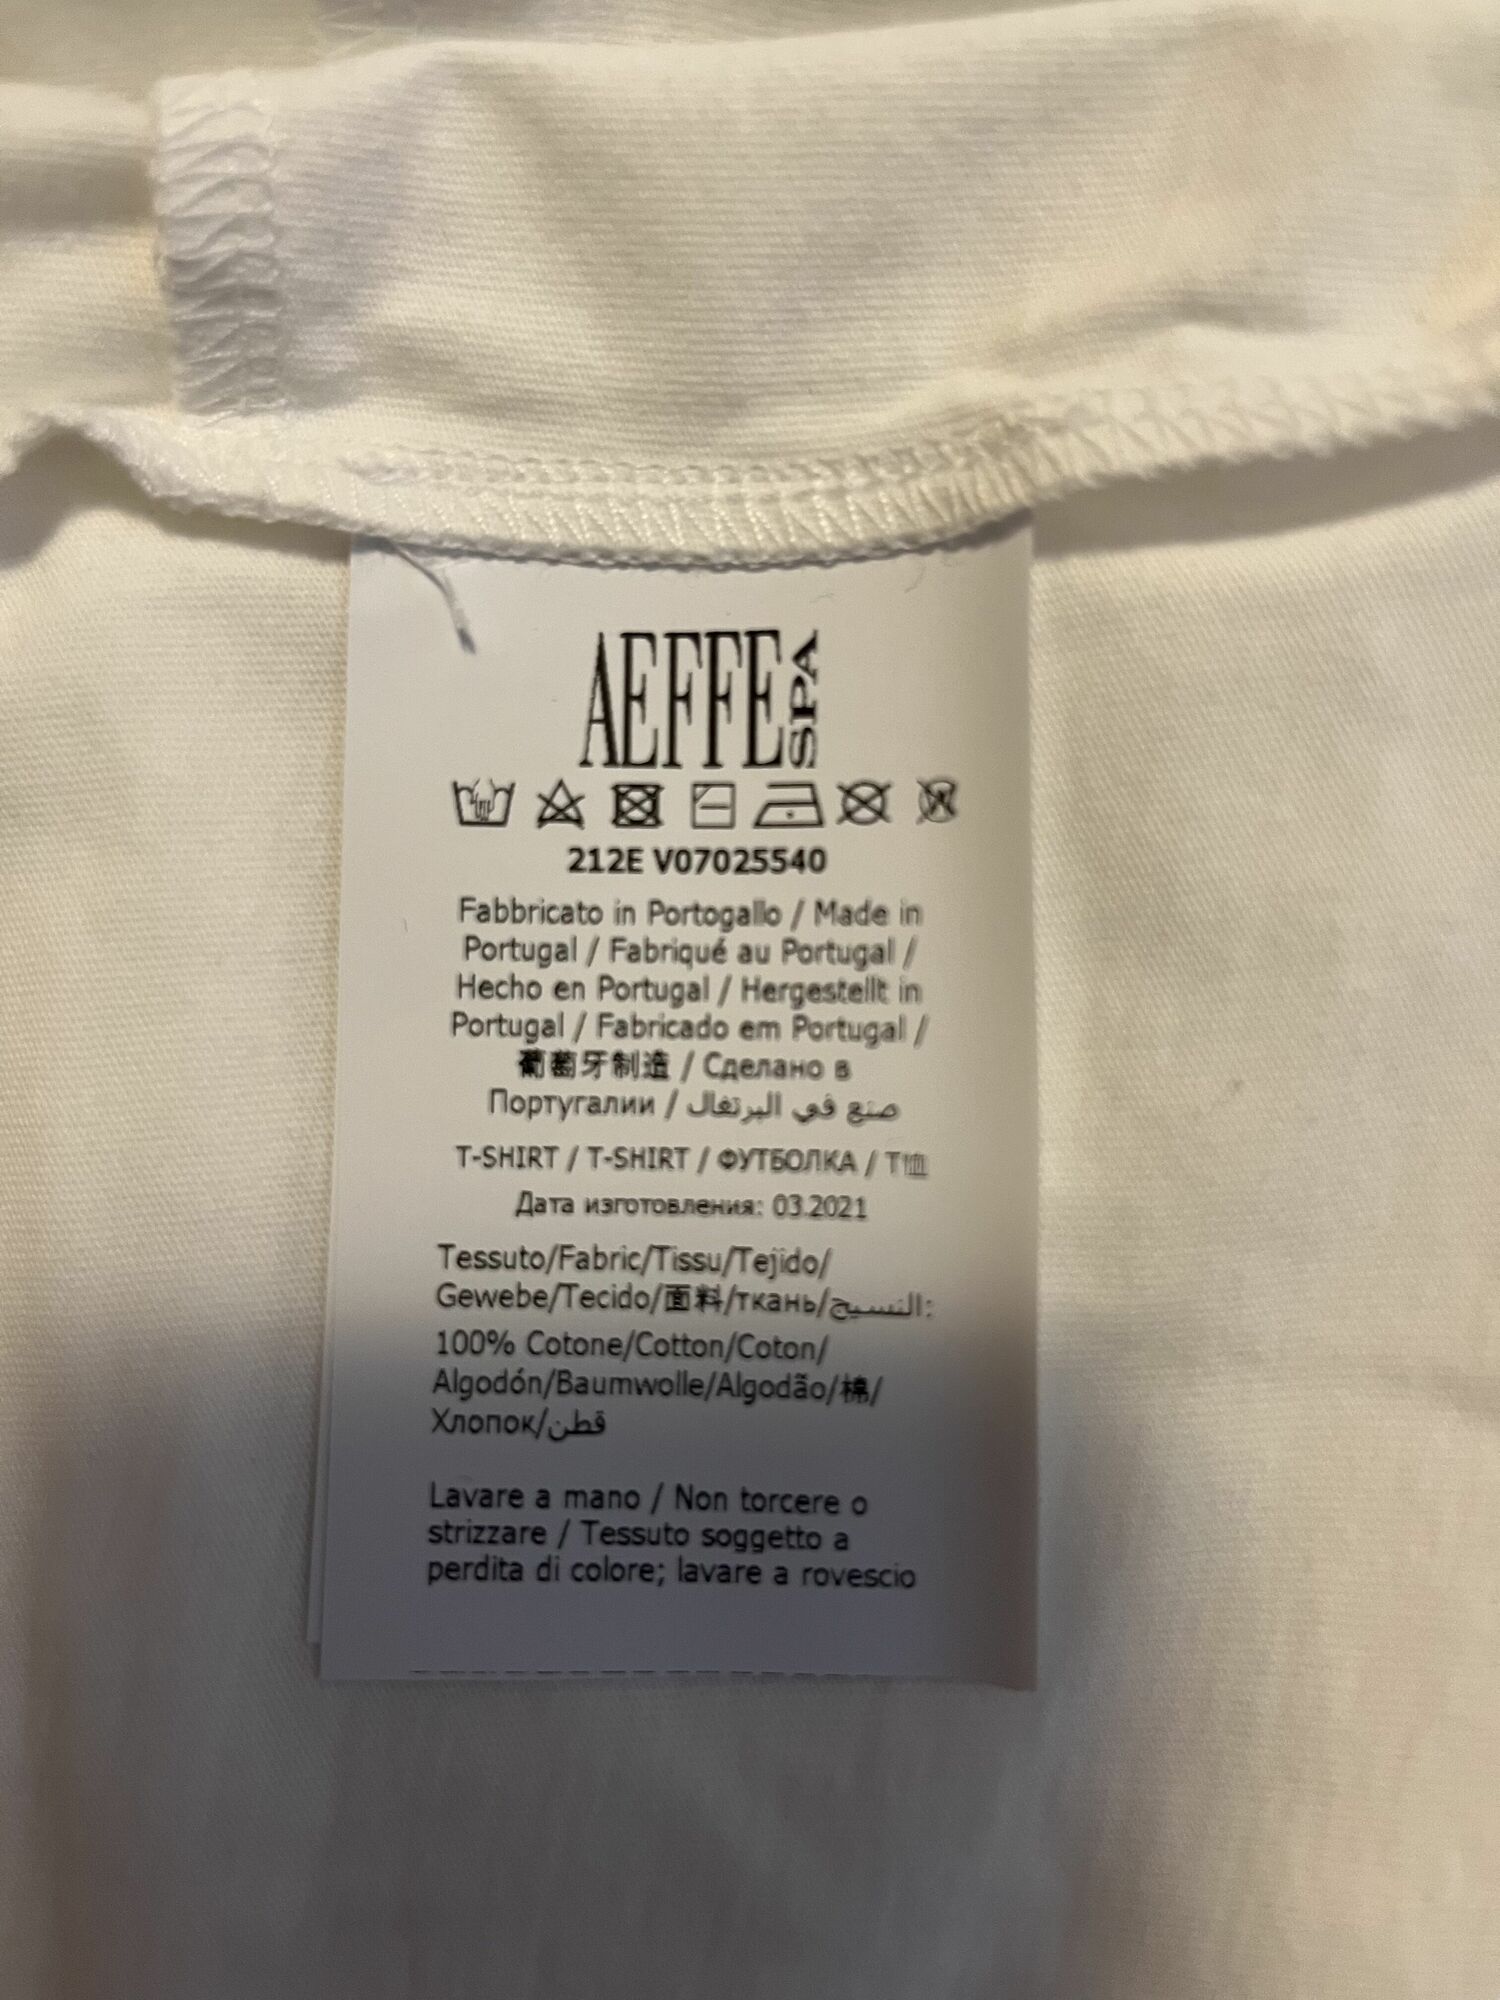 AEFFE SPA
212E V07025540
Fabbricato in Portogallo / Made in
Portugal / Fabriqué au Portugal /
Hecho en Portugal / Hergestellt in
Portugal / Fabricado em Portugal /
葡萄牙制造 / Сделано в
Португалии / صنع في البرتغال
T-SHIRT / T-SHIRT / ФУТБОЛКА / T恤
Дата изготовления: 03.2021
Tessuto/Fabric/Tissu/Tejido/
Gewebe/Tecido/面料/ткань/النسيج:
100% Cotone/Cotton/Coton/
Algodón/Baumwolle/Algodão/棉/
Хлопок/قطن
Lavare a mano / Non torcere o
strizzare / Tessuto soggetto a
perdita di colore; lavare a rovescio